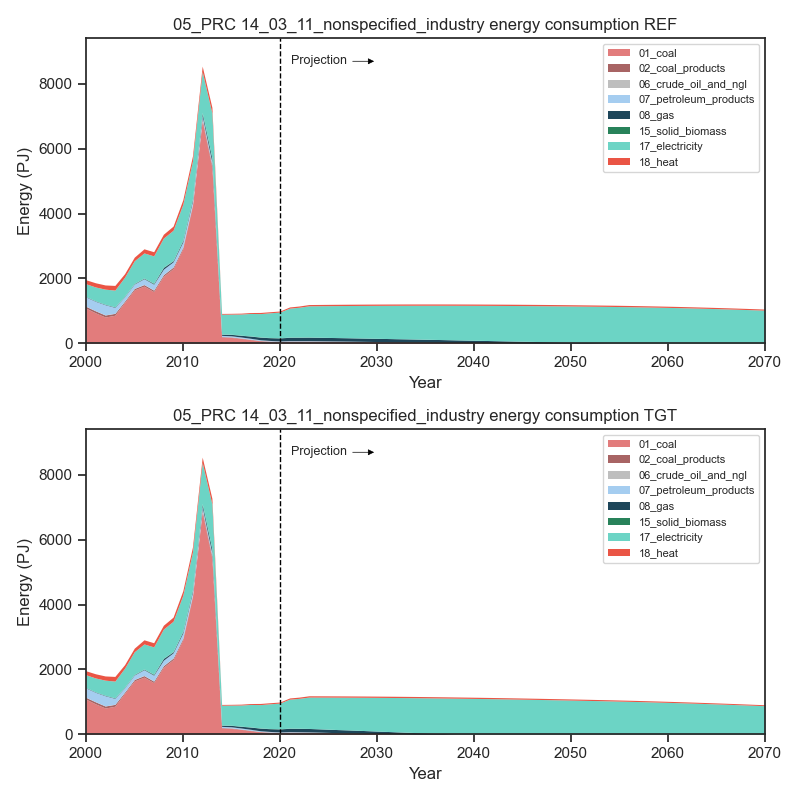 05_PRC 14_03_11_nonspecified_industry energy consumption REF
Energy (PJ)
8000
6000
4000
2000
0
Projection
01_coal
02_coal_products
06_crude_oil_and_ngl
07_petroleum_products
08_gas
15_solid_biomass
17_electricity
18_heat
2000 2010 2020 2030 2040 2050 2060 2070
Year
05_PRC 14_03_11_nonspecified_industry energy consumption TGT
Energy (PJ)
8000
6000
4000
2000
0
Projection
01_coal
02_coal_products
06_crude_oil_and_ngl
07_petroleum_products
08_gas
15_solid_biomass
17_electricity
18_heat
2000 2010 2020 2030 2040 2050 2060 2070
Year